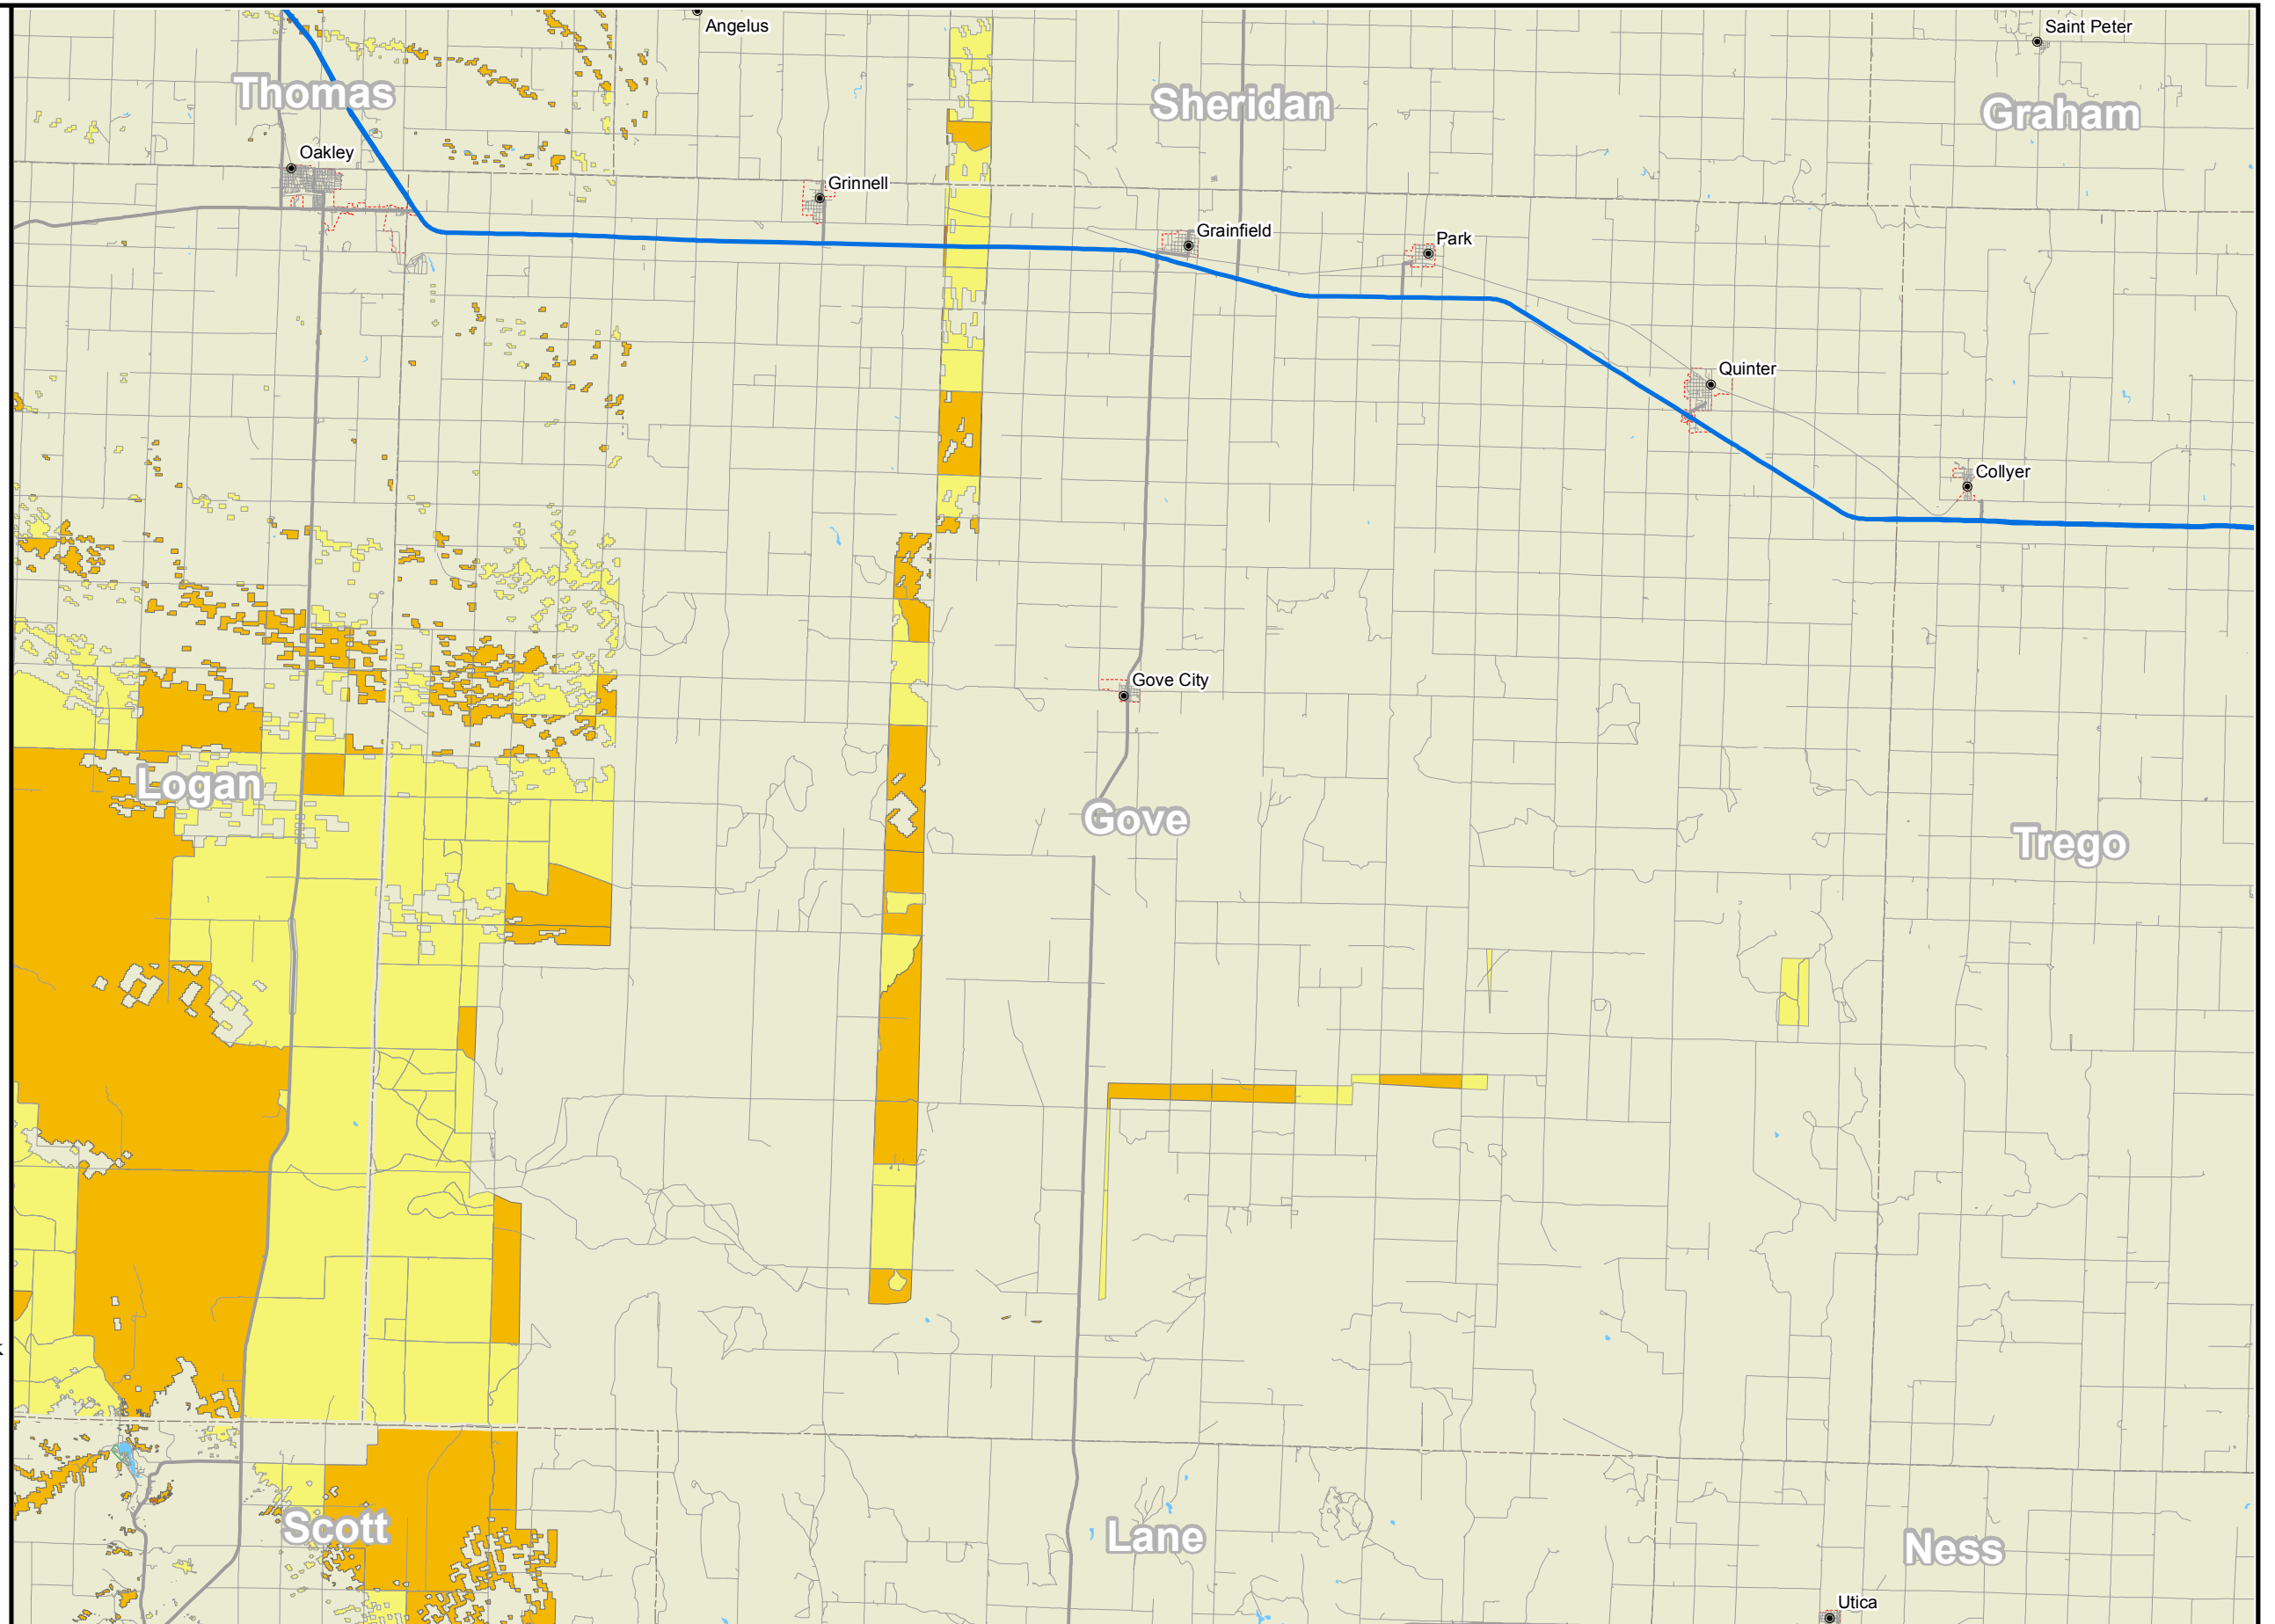 Angelus
Saint Peter
Thomas
Sheridan
Graham
Oakley
Grinnell
Grainfield
Park
Quinter
Collyer
Gove City
Logan
Gove
Trego
Scott
Lane
Ness
Utica